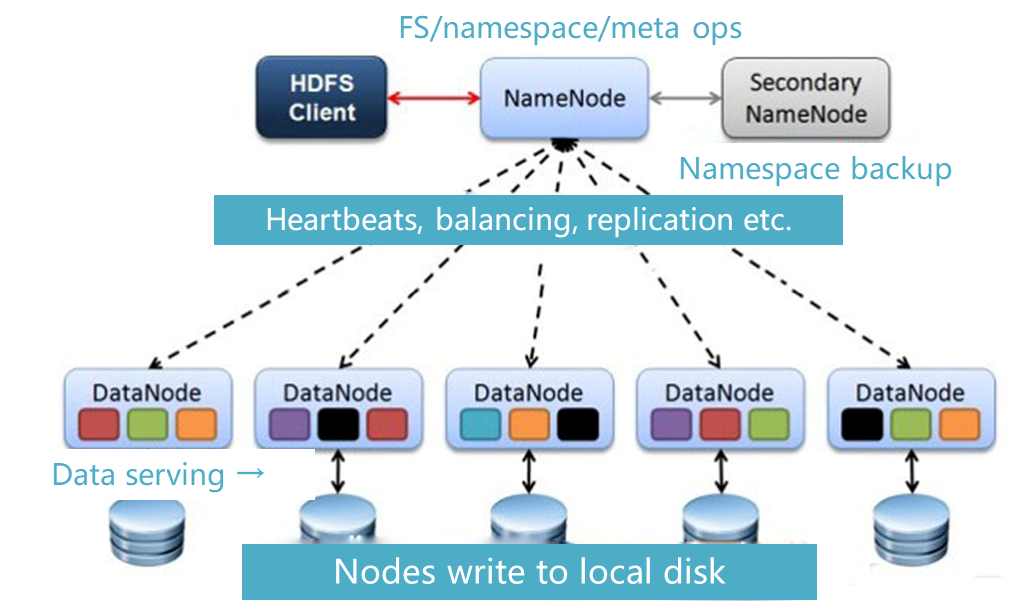 FS/namespace/meta ops
HDFS
Client
NameNode
Secondary
NameNode
Namespace backup
Heartbeats, balancing, replication etc.
DataNode
DataNode
DataNode
DataNode
DataNode
Data serving →
Nodes write to local disk